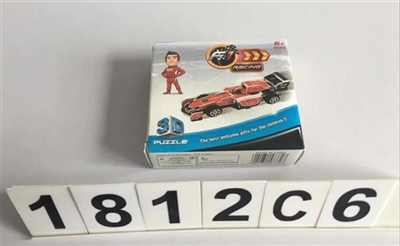 6+
RACING
3D
PUZZLE
The best welcome gifts for the children!!
1812C6